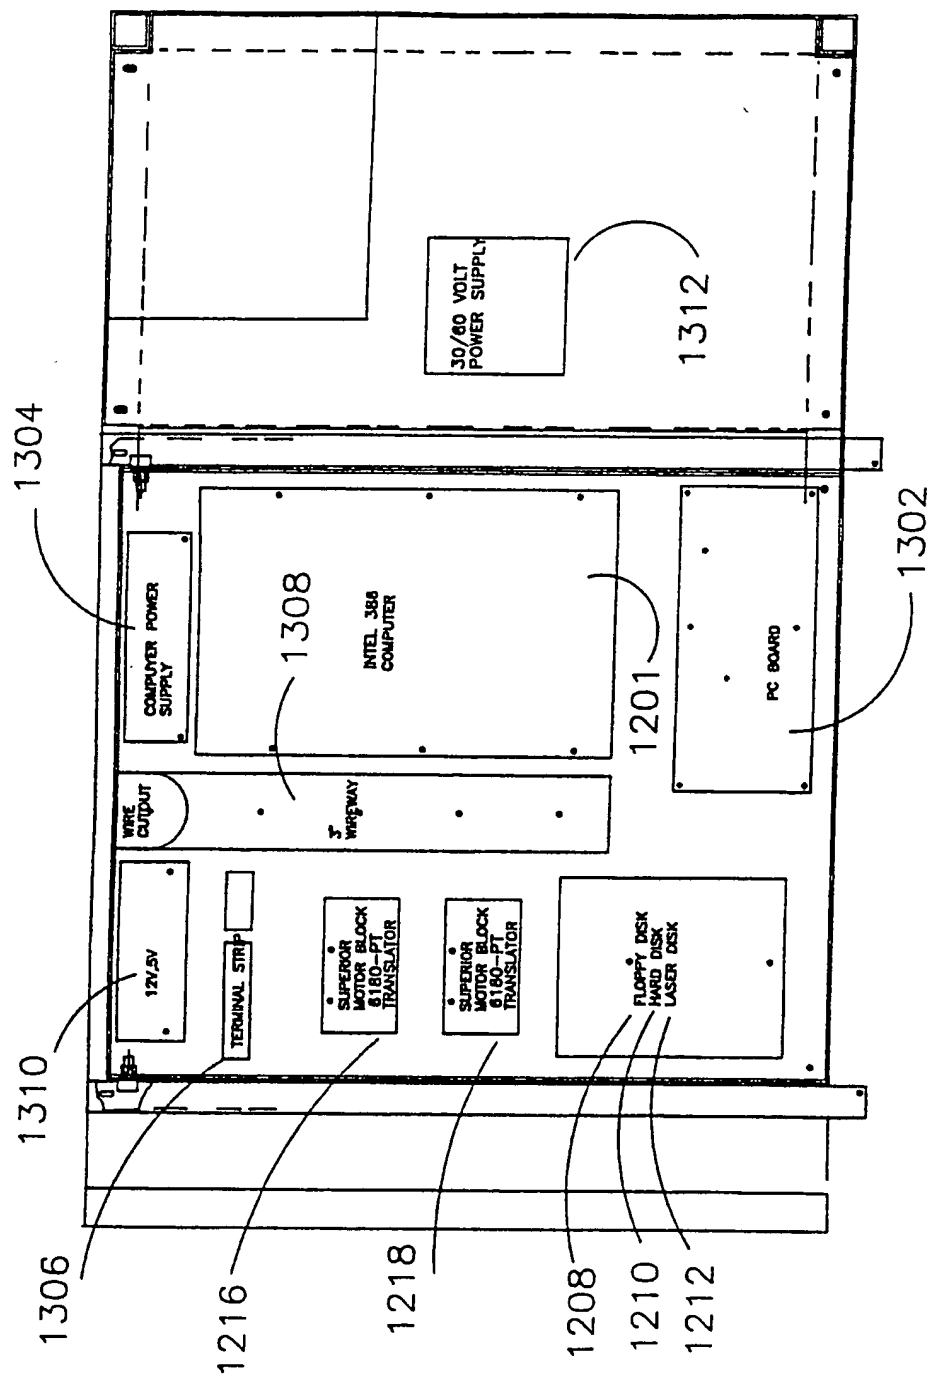 1310
1304
1306
12V,5V
WIRE
CUTOUT
COMPUYER POWER
SUPPLY
1216
TERMINAL STRIP
1308
1218
SUPERIOR
MOTOR BLOCK
6180-PT
TRANSLATOR
3"
WIREWAY
INTEL 386
COMPUTER
30/60 VOLT
POWER SUPPLY
SUPERIOR
MOTOR BLOCK
6180-PT
TRANSLATOR
1208
1210
1212
FLOPPY DISK
HARD DISK
LASER DISK
1201
1312
PC BOARD
1302